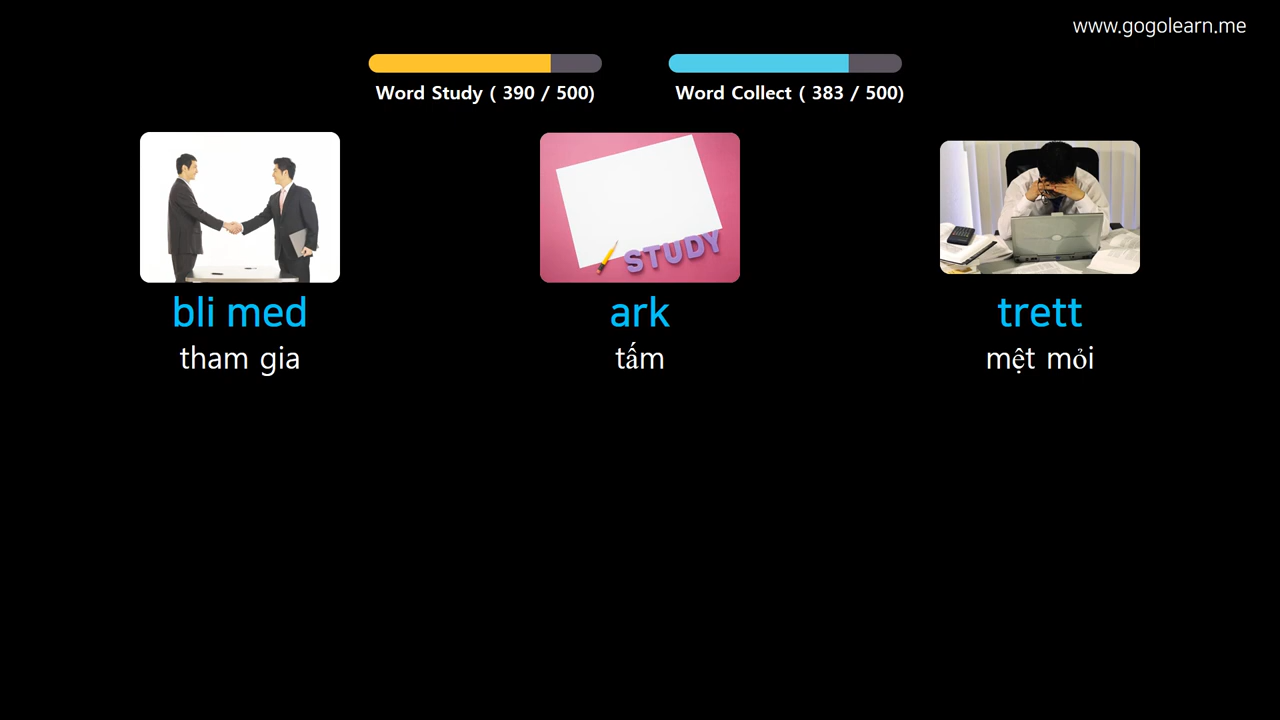 www.gogolearn.me
Word Study ( 390 / 500)
Word Collect ( 383 / 500)
STUDY
bli med
ark
trett
tham gia
tấm
mệt mỏi